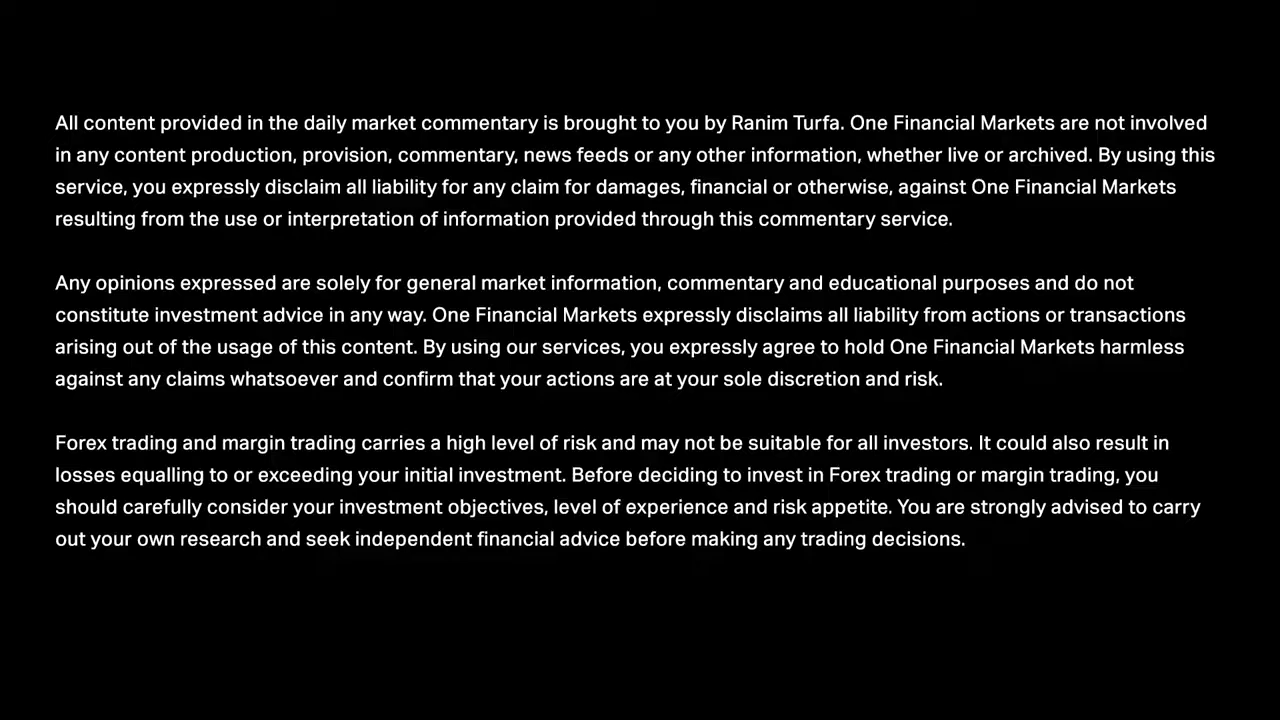 All content provided in the daily market commentary is brought to you by Ranim Turfa. One Financial Markets are not involved
in any content production, provision, commentary, news feeds or any other information, whether live or archived. By using this
service, you expressly disclaim all liability for any claim for damages, financial or otherwise, against One Financial Markets
resulting from the use or interpretation of information provided through this commentary service.
Any opinions expressed are solely for general market information, commentary and educational purposes and do not
constitute investment advice in any way. One Financial Markets expressly disclaims all liability from actions or transactions
arising out of the usage of this content. By using our services, you expressly agree to hold One Financial Markets harmless
against any claims whatsoever and confirm that your actions are at your sole discretion and risk.
Forex trading and margin trading carries a high level of risk and may not be suitable for all investors. It could also result in
losses equalling to or exceeding your initial investment. Before deciding to invest in Forex trading or margin trading, you
should carefully consider your investment objectives, level of experience and risk appetite. You are strongly advised to carry
out your own research and seek independent financial advice before making any trading decisions.